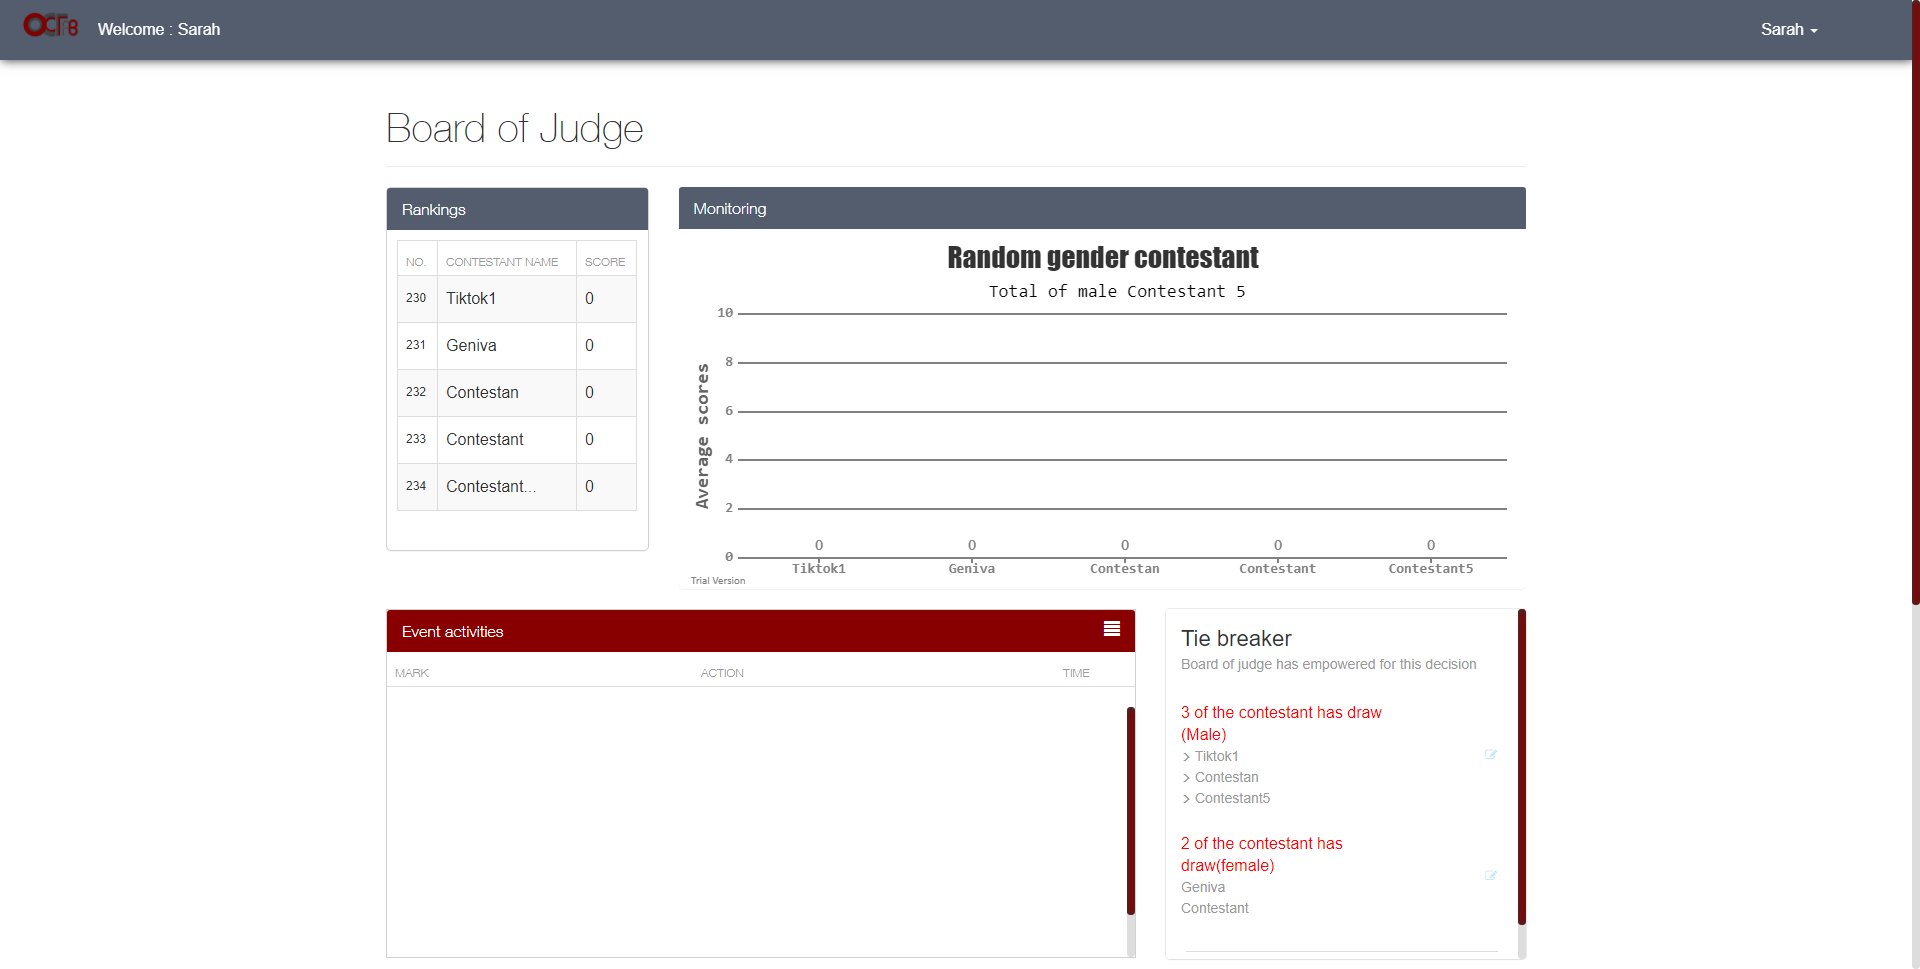 Welcome : Sarah
Sarah
Board of Judge
Rankings
NO. CONTESTANT NAME SCORE
230 Tiktok1 0
231 Geniva 0
232 Contestan 0
233 Contestant 0
234 Contestant... 0
Monitoring
Random gender contestant
Total of male Contestant 5
Average scores
10
8
6
4
2
0
0 0 0 0 0
Tiktok1 Geniva Contestan Contestant Contestant5
Trial Version
Event activities
MARK ACTION TIME
Tie breaker
Board of judge has empowered for this decision
3 of the contestant has draw
(Male)
> Tiktok1
> Contestan
> Contestant5
2 of the contestant has
draw(female)
Geniva
Contestant